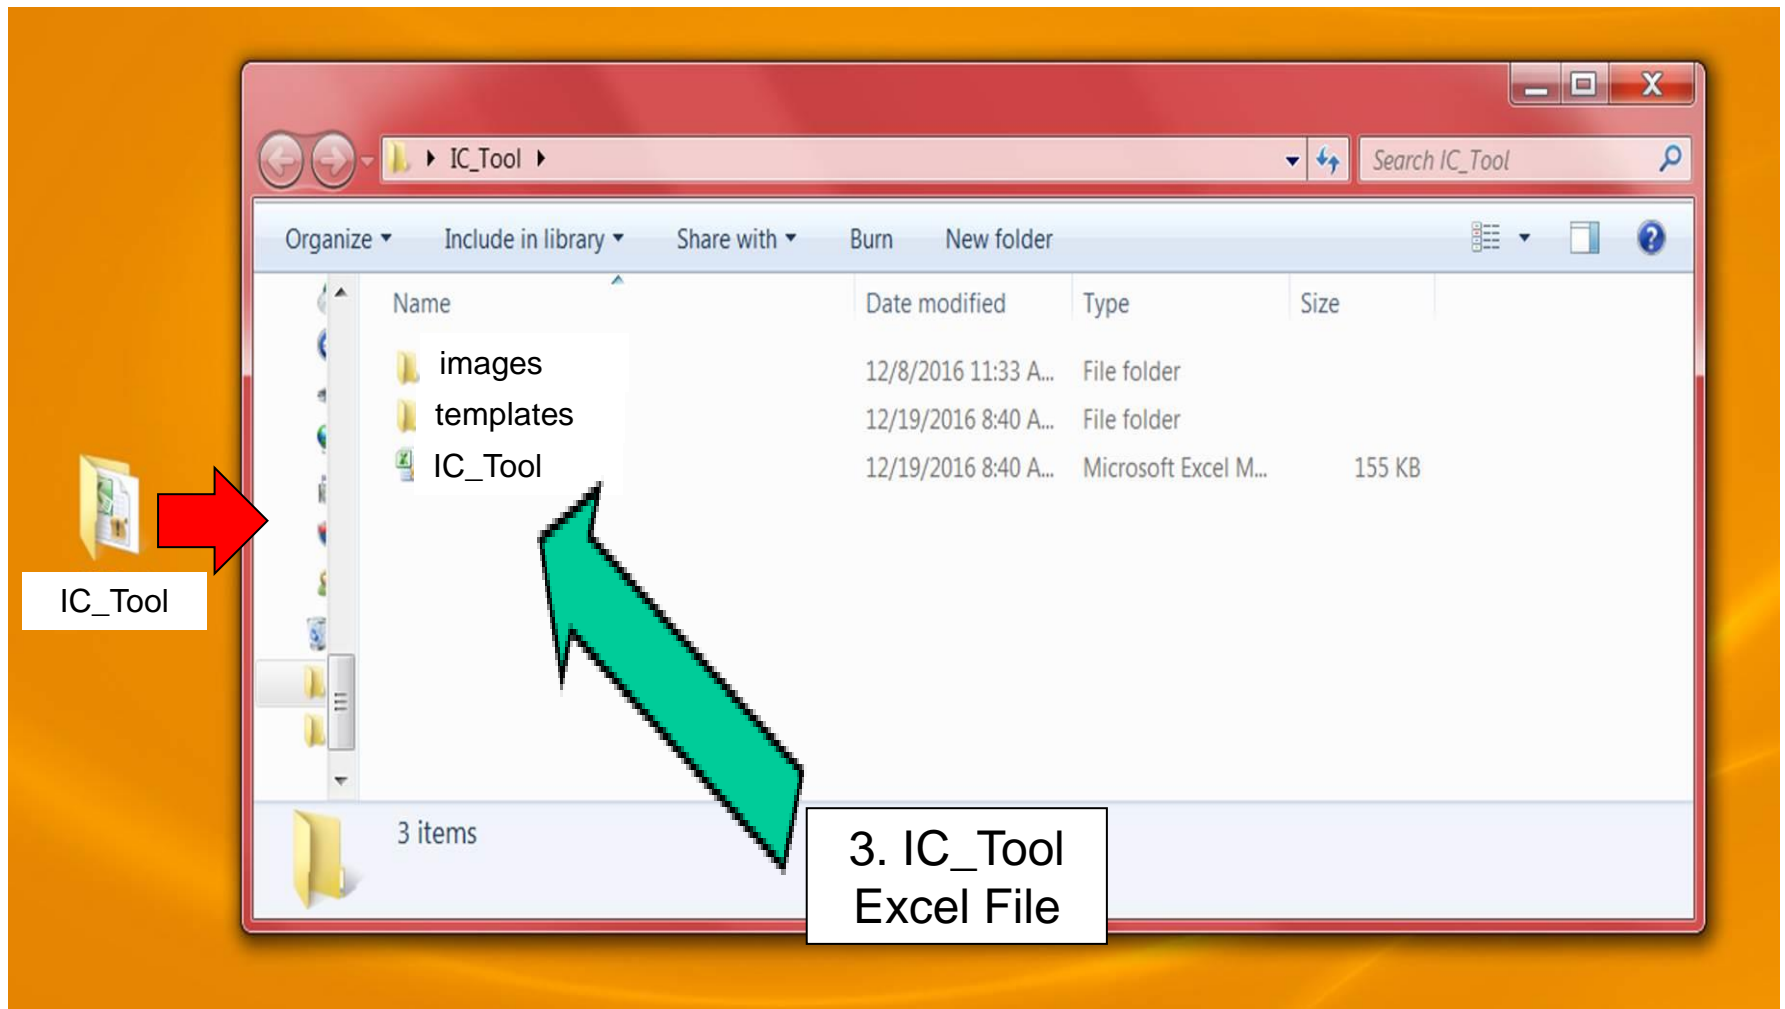 X
IC_Tool
Search IC_Tool
Organize Include in library Share with Burn New folder
Name Date modified Type Size
images 12/8/2016 11:33 A... File folder
templates 12/19/2016 8:40 A... File folder
IC_Tool 12/19/2016 8:40 A... Microsoft Excel M... 155 KB
IC_Tool
3 items
3. IC_Tool
Excel File